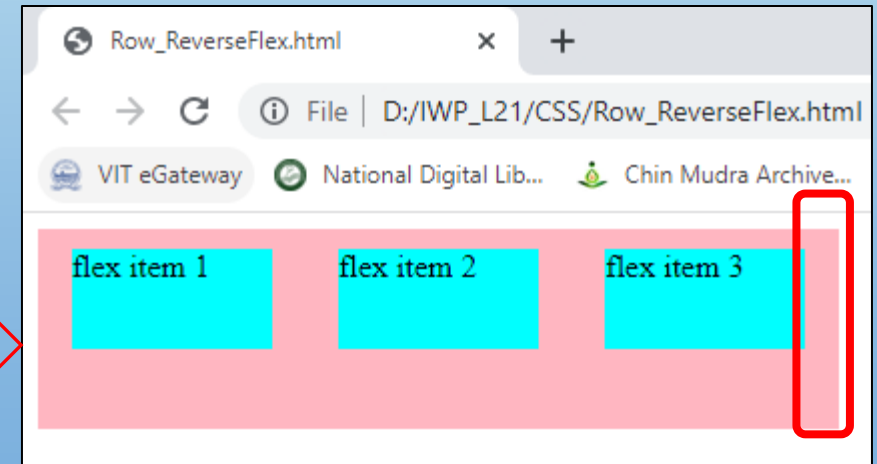 Row_ReverseFlex.html
File | D:/IWP_L21/CSS/Row_ReverseFlex.html
VIT eGateway National Digital Lib... Chin Mudra Archive...
flex item 1 flex item 2 flex item 3